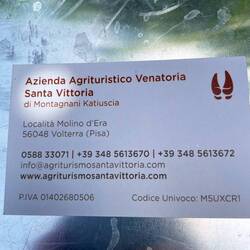 Azienda Agrituristico Venatoria
Santa Vittoria
di Montagnani Katiuscia
Località Molino d'Era
56048 Volterra (Pisa)
0588 33071 | +39 348 5613670 | +39 348 5613672
info@agriturismosantavittoria.com
www.agriturismosantavittoria.com
P.IVA 01402680506
Codice Univoco: M5UXCR1